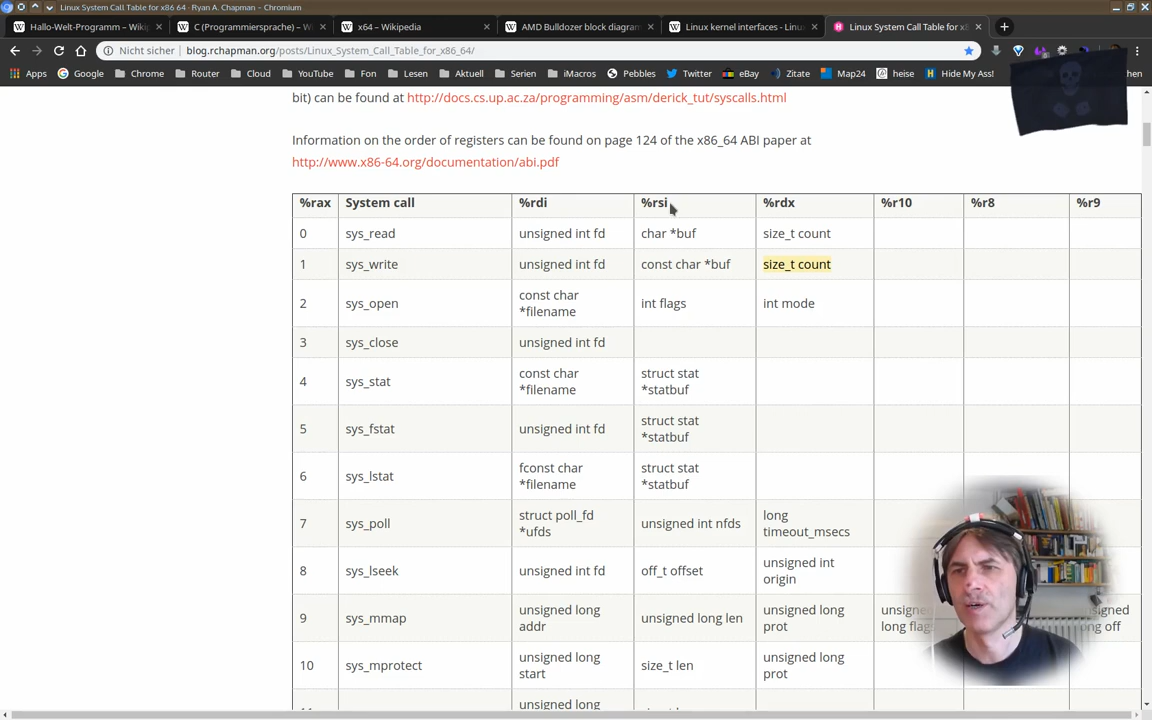 Linux System Call Table for x86 64 · Ryan A. Chapman - Chromium
Hallo-Welt-Programm – Wiki
C (Programmiersprache) – W
x64 – Wikipedia
AMD Bulldozer block diagram
Linux kernel interfaces - Linu
Linux System Call Table for x8
Nicht sicher | blog.rchapman.org/posts/Linux_System_Call_Table_for_x86_64/
Apps Google Chrome Router Cloud YouTube Fon Lesen Aktuell Serien iMacros Pebbles Twitter eBay Zitate Map24 heise Hide My Ass! chen
bit) can be found at http://docs.cs.up.ac.za/programming/asm/derick_tut/syscalls.html
Information on the order of registers can be found on page 124 of the x86_64 ABI paper at
http://www.x86-64.org/documentation/abi.pdf
%rax System call %rdi %rsi %rdx %r10 %r8 %r9
0 sys_read unsigned int fd char *buf size_t count
1 sys_write unsigned int fd const char *buf size_t count
2 sys_open const char *filename int flags int mode
3 sys_close unsigned int fd
4 sys_stat const char *filename struct stat *statbuf
5 sys_fstat unsigned int fd struct stat *statbuf
6 sys_lstat fconst char *filename struct stat *statbuf
7 sys_poll struct poll_fd *ufds unsigned int nfds long timeout_msecs
8 sys_lseek unsigned int fd off_t offset unsigned int origin
9 sys_mmap unsigned long addr unsigned long len unsigned long prot long off
10 sys_mprotect unsigned long start size_t len unsigned long prot
unsigned long